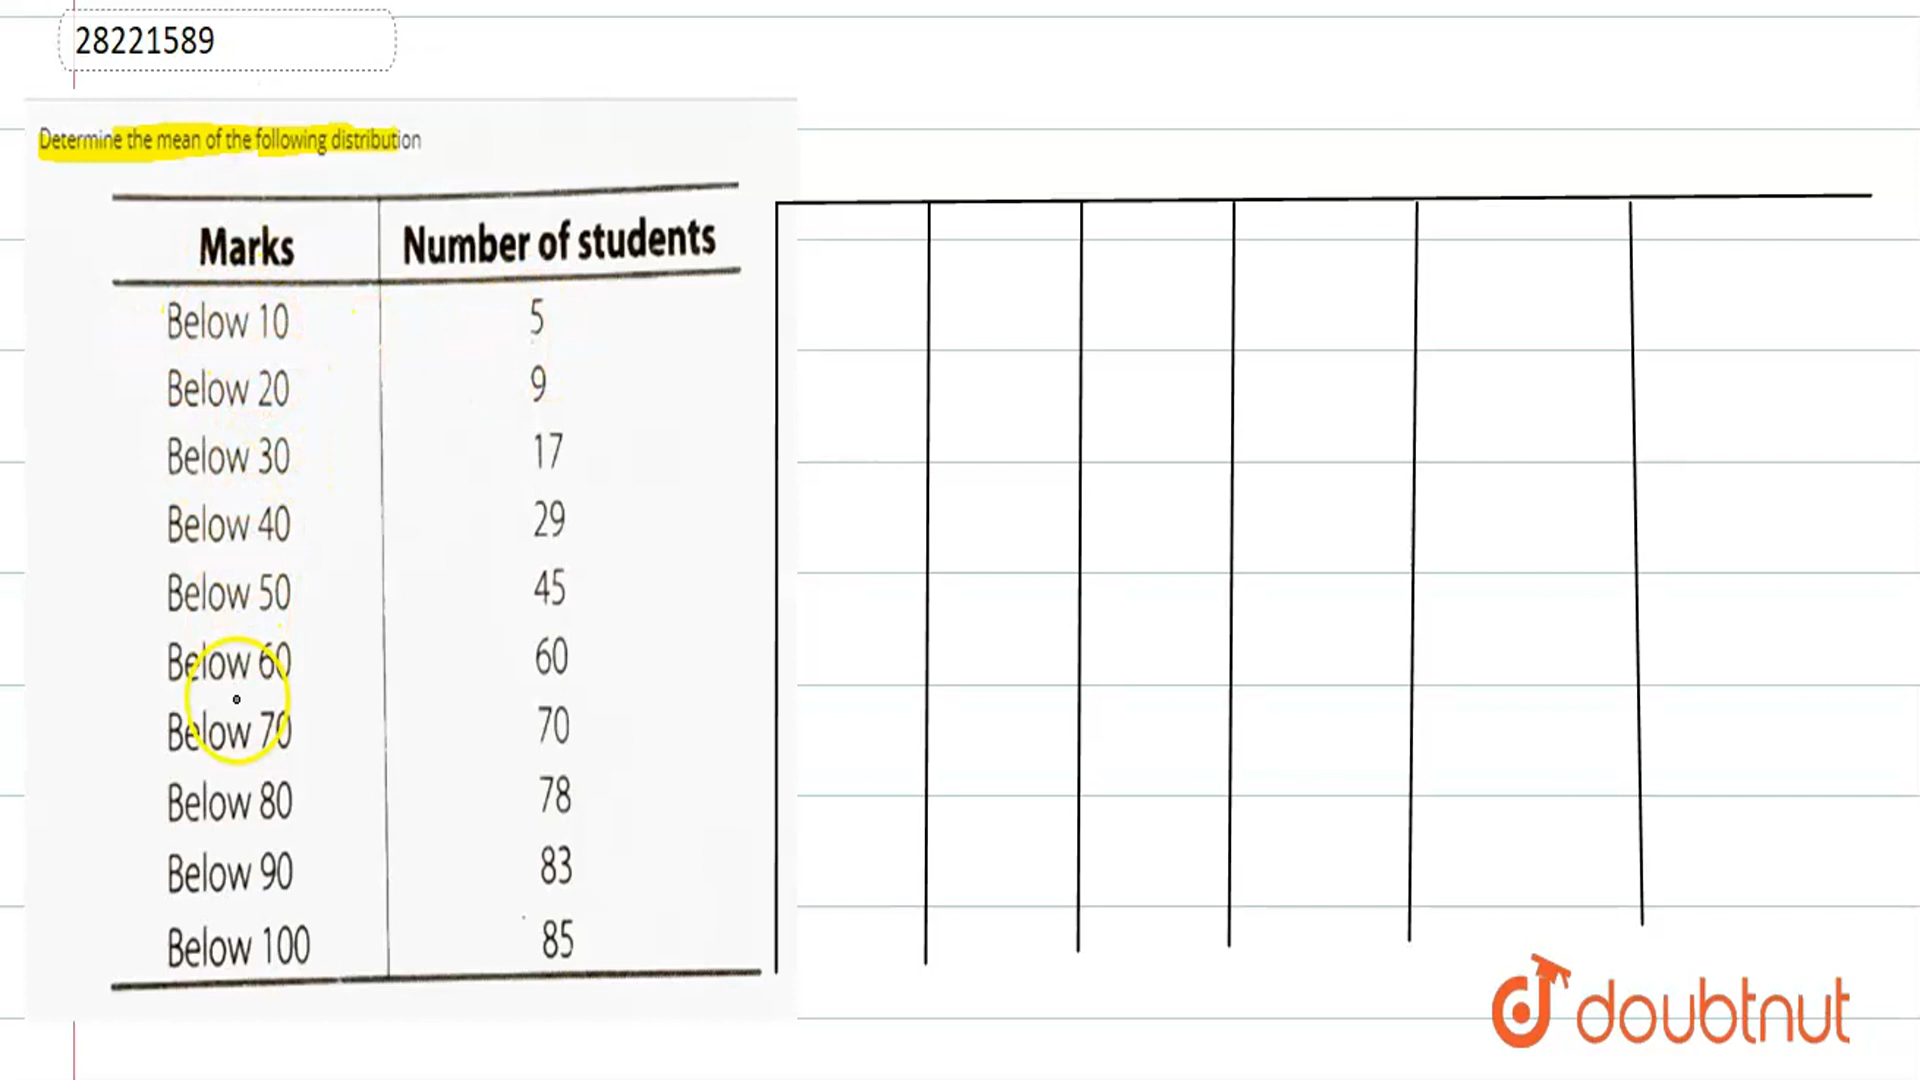 28221589
Determine the mean of the following distribution
Marks Number of students
Below 10 5
Below 20 9
Below 30 17
Below 40 29
Below 50 45
Below 60 60
Below 70 70
Below 80 78
Below 90 83
Below 100 85
doubtnut